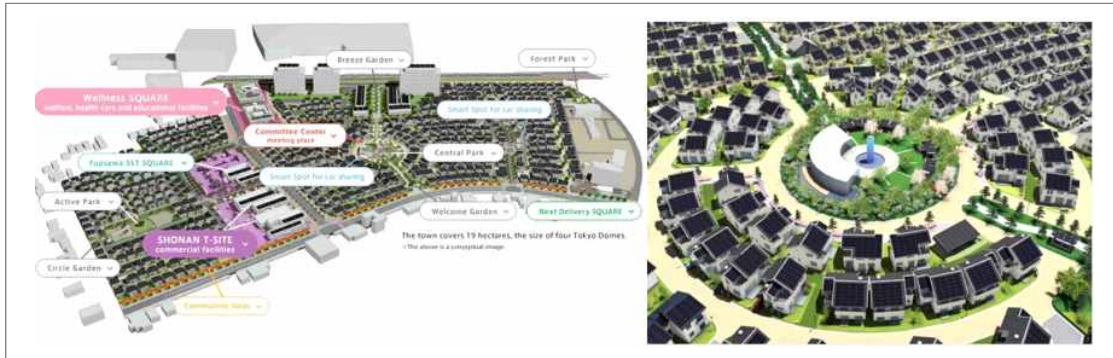 Breeze Garden
Forest Park
Wellness SQUARE
welfare, health care and educational facilities
Smart Spot for car sharing
Committee Center
meeting place
Fujisawa SST SQUARE
Central Park
Smart Spot for car sharing
Active Park
Welcome Garden
Next Delivery SQUARE
SHONAN T-SITE
commercial facilities
The town covers 19 hectares, the size of four Tokyo Domes.
※The above is a conceptual image.
Circle Garden
Community Solar